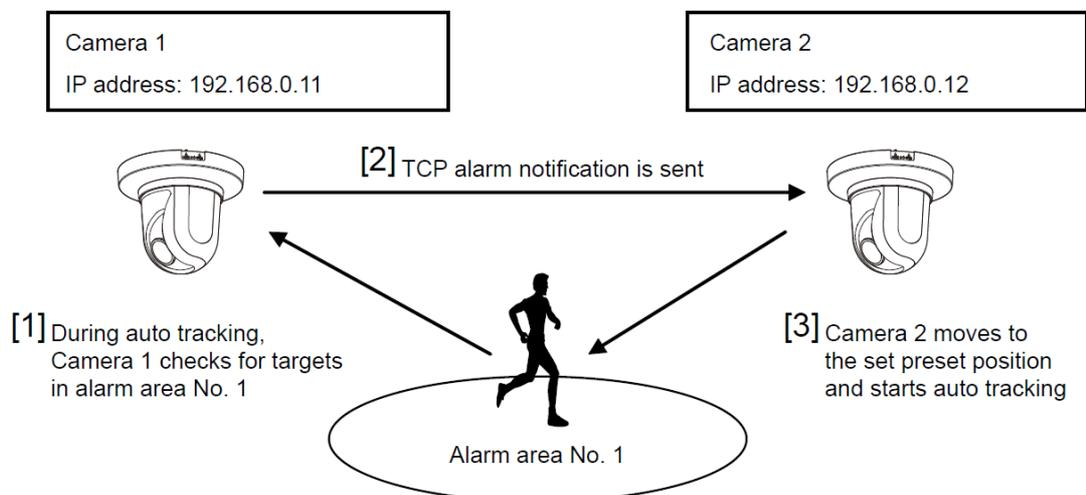 Camera 1
IP address: 192.168.0.11
Camera 2
IP address: 192.168.0.12
[2] TCP alarm notification is sent
[1] During auto tracking,
Camera 1 checks for targets
in alarm area No. 1
[3] Camera 2 moves to
the set preset position
and starts auto tracking
Alarm area No. 1